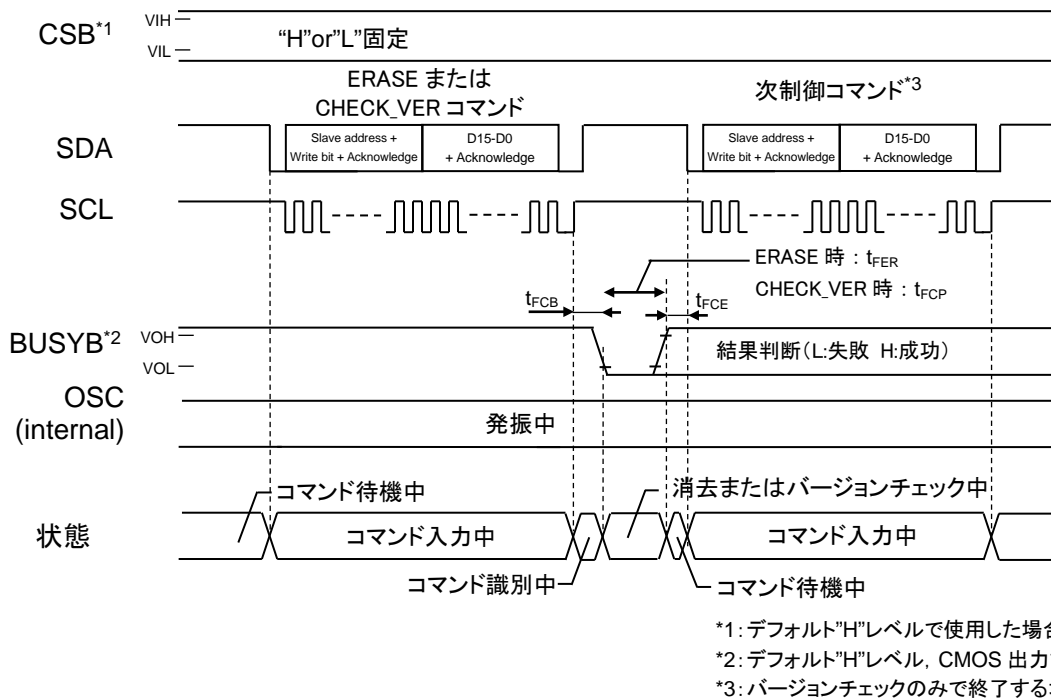 CSB*1
VIH
VIL
“H”or”L”固定
ERASE または
CHECK_VER コマンド
次制御コマンド*3
SDA
Slave address +
Write bit + Acknowledge
D15-D0
+ Acknowledge
Slave address +
Write bit + Acknowledge
D15-D0
+ Acknowledge
SCL
ERASE 時 : tFER
CHECK_VER 時 : tFCP
tFCB
tFCE
BUSYB*2
VOH
VOL
結果判断(L:失敗 H:成功)
OSC
(internal)
発振中
コマンド待機中
消去またはバージョンチェック中
状態
コマンド入力中
コマンド入力中
コマンド識別中
コマンド待機中
*1:デフォルト”H”レベルで使用した場合
*2:デフォルト”H”レベル, CMOS 出力
*3:バージョンチェックのみで終了する